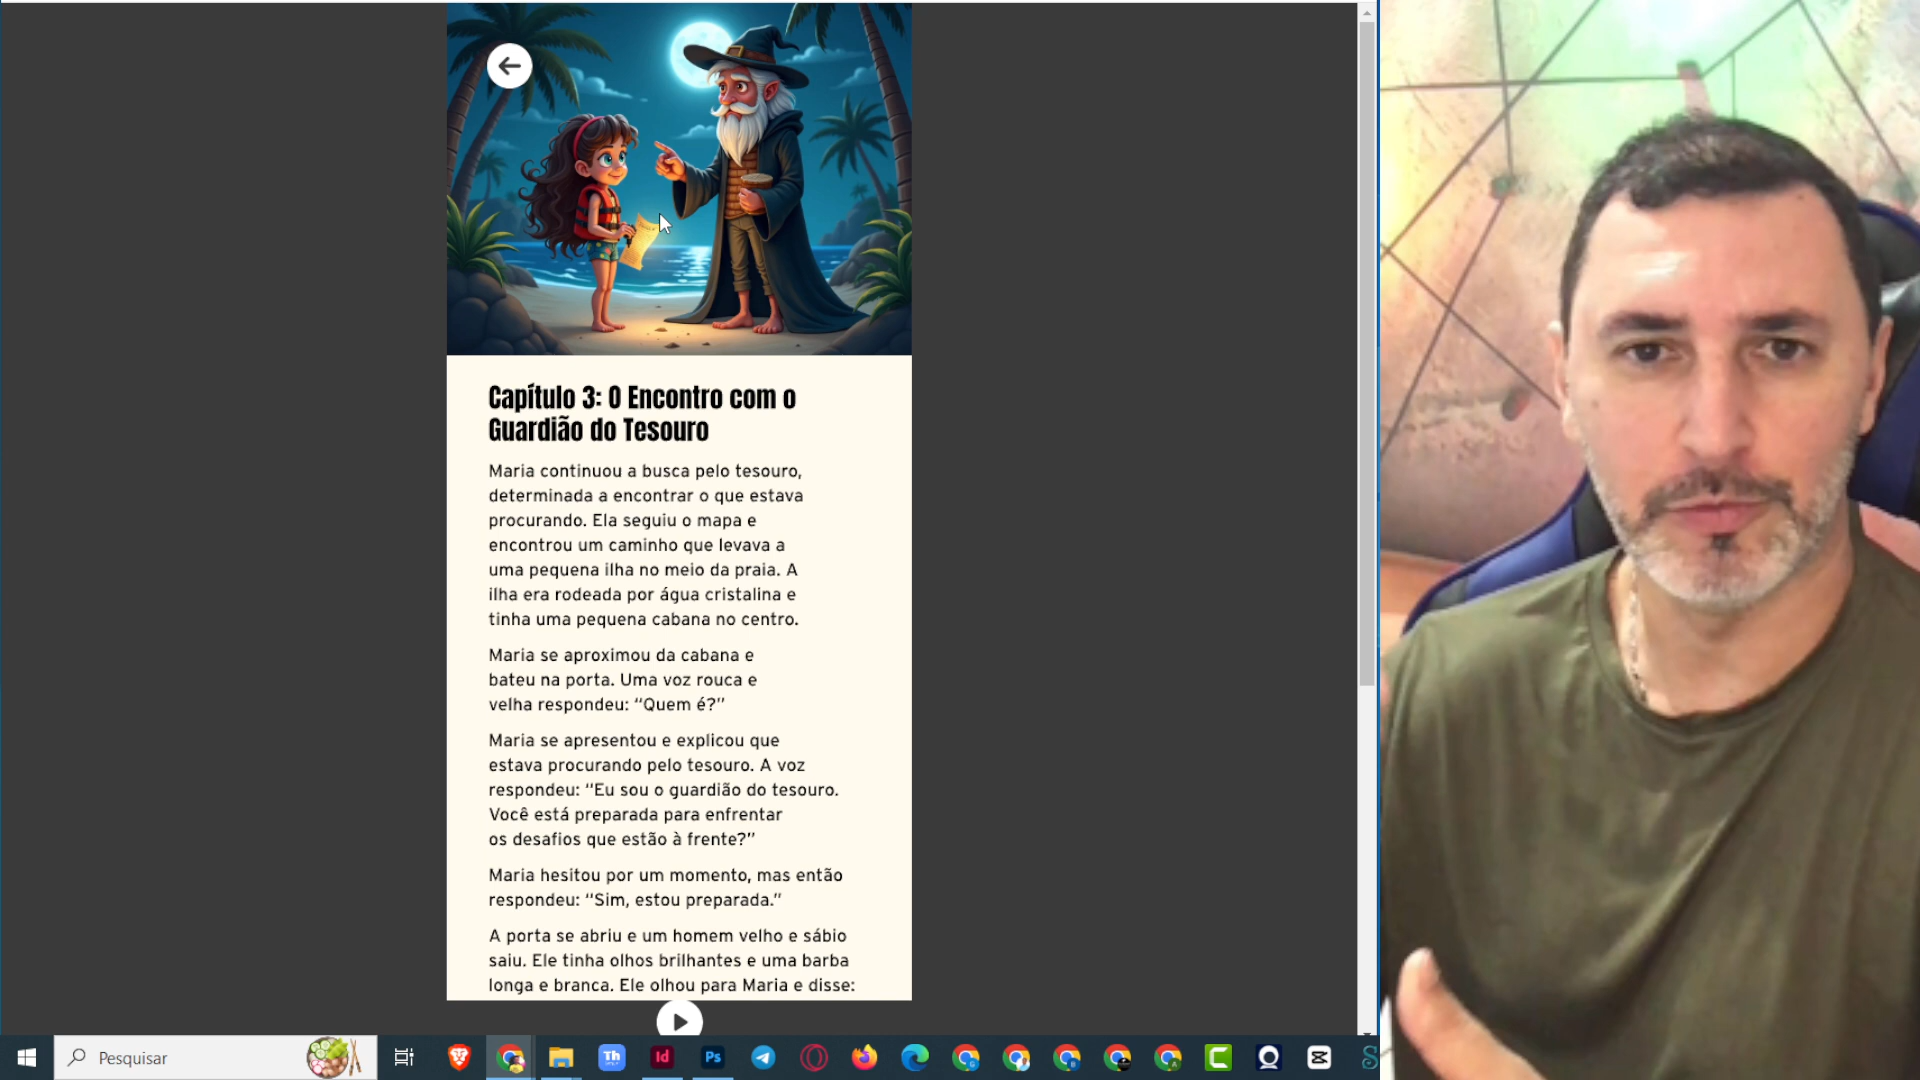 Capítulo 3: O Encontro com o
Guardião do Tesouro
Maria continuou a busca pelo tesouro,
determinada a encontrar o que estava
procurando. Ela seguiu o mapa e
encontrou um caminho que levava a
uma pequena ilha no meio da praia. A
ilha era rodeada por água cristalina e
tinha uma pequena cabana no centro.
Maria se aproximou da cabana e
bateu na porta. Uma voz rouca e
velha respondeu: “Quem é?”
Maria se apresentou e explicou que
estava procurando pelo tesouro. A voz
respondeu: “Eu sou o guardião do tesouro.
Você está preparada para enfrentar
os desafios que estão à frente?”
Maria hesitou por um momento, mas então
respondeu: “Sim, estou preparada.”
A porta se abriu e um homem velho e sábio
saiu. Ele tinha olhos brilhantes e uma barba
longa e branca. Ele olhou para Maria e disse:
Pesquisar
Th
Id
Ps